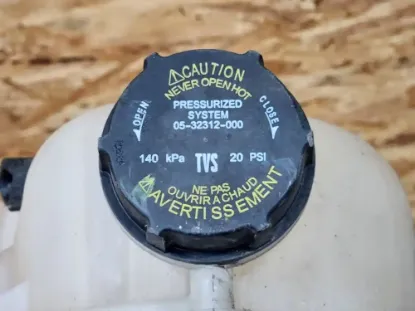 CAUTION
NEVER OPEN HOT
PRESSURIZED
SYSTEM
05-32312-000
OPEN
CLOSE
140 kPa TVS 20 PSI
NE PAS
OUVRIR A CHAUD
AVERTISSEMENT